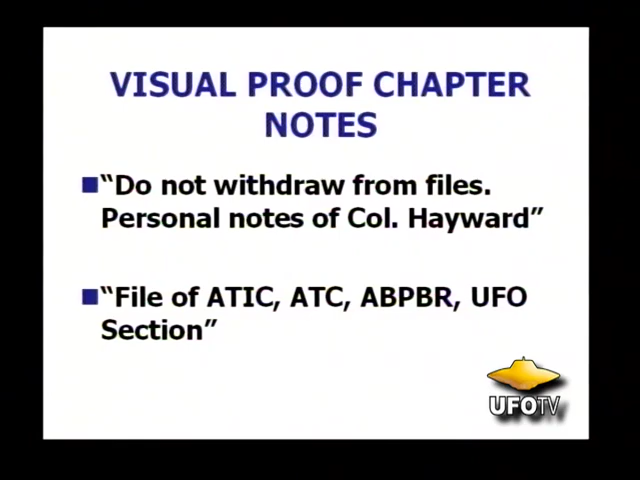 VISUAL PROOF CHAPTER
NOTES
“Do not withdraw from files.
Personal notes of Col. Hayward”
“File of ATIC, ATC, ABPBR, UFO
Section”
UFOTV